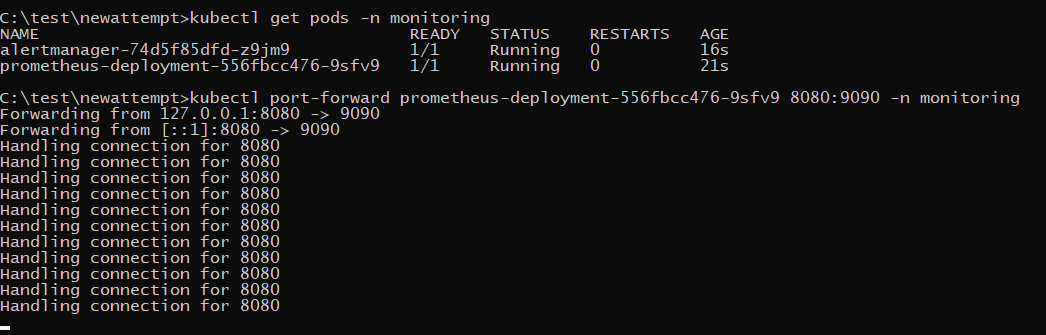 C:\test\newattempt>kubectl get pods -n monitoring
NAME                                     READY   STATUS    RESTARTS   AGE
alertmanager-74d5f85dfd-z9jm9            1/1     Running   0          16s
prometheus-deployment-556fbcc476-9sfv9   1/1     Running   0          21s
C:\test\newattempt>kubectl port-forward prometheus-deployment-556fbcc476-9sfv9 8080:9090 -n monitoring
Forwarding from 127.0.0.1:8080 -> 9090
Forwarding from [::1]:8080 -> 9090
Handling connection for 8080
Handling connection for 8080
Handling connection for 8080
Handling connection for 8080
Handling connection for 8080
Handling connection for 8080
Handling connection for 8080
Handling connection for 8080
Handling connection for 8080
Handling connection for 8080
Handling connection for 8080